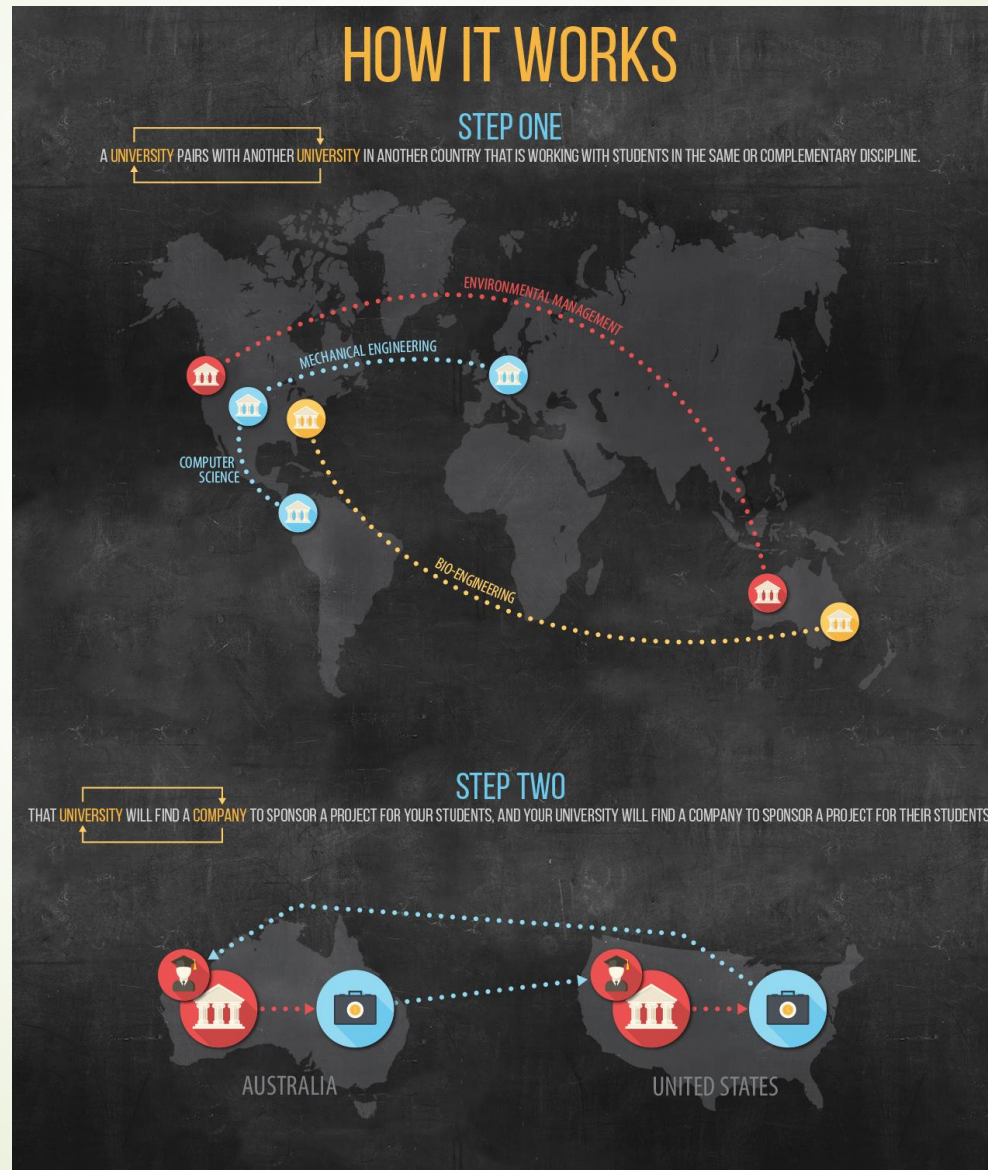 HOW IT WORKS
STEP ONE
A UNIVERSITY PAIRS WITH ANOTHER UNIVERSITY IN ANOTHER COUNTRY THAT IS WORKING WITH STUDENTS IN THE SAME OR COMPLEMENTARY DISCIPLINE.
ENVIRONMENTAL MANAGEMENT
MECHANICAL ENGINEERING
COMPUTER
SCIENCE
BIO-ENGINEERING
STEP TWO
THAT UNIVERSITY WILL FIND A COMPANY TO SPONSOR A PROJECT FOR YOUR STUDENTS, AND YOUR UNIVERSITY WILL FIND A COMPANY TO SPONSOR A PROJECT FOR THEIR STUDENTS
AUSTRALIA
UNITED STATES